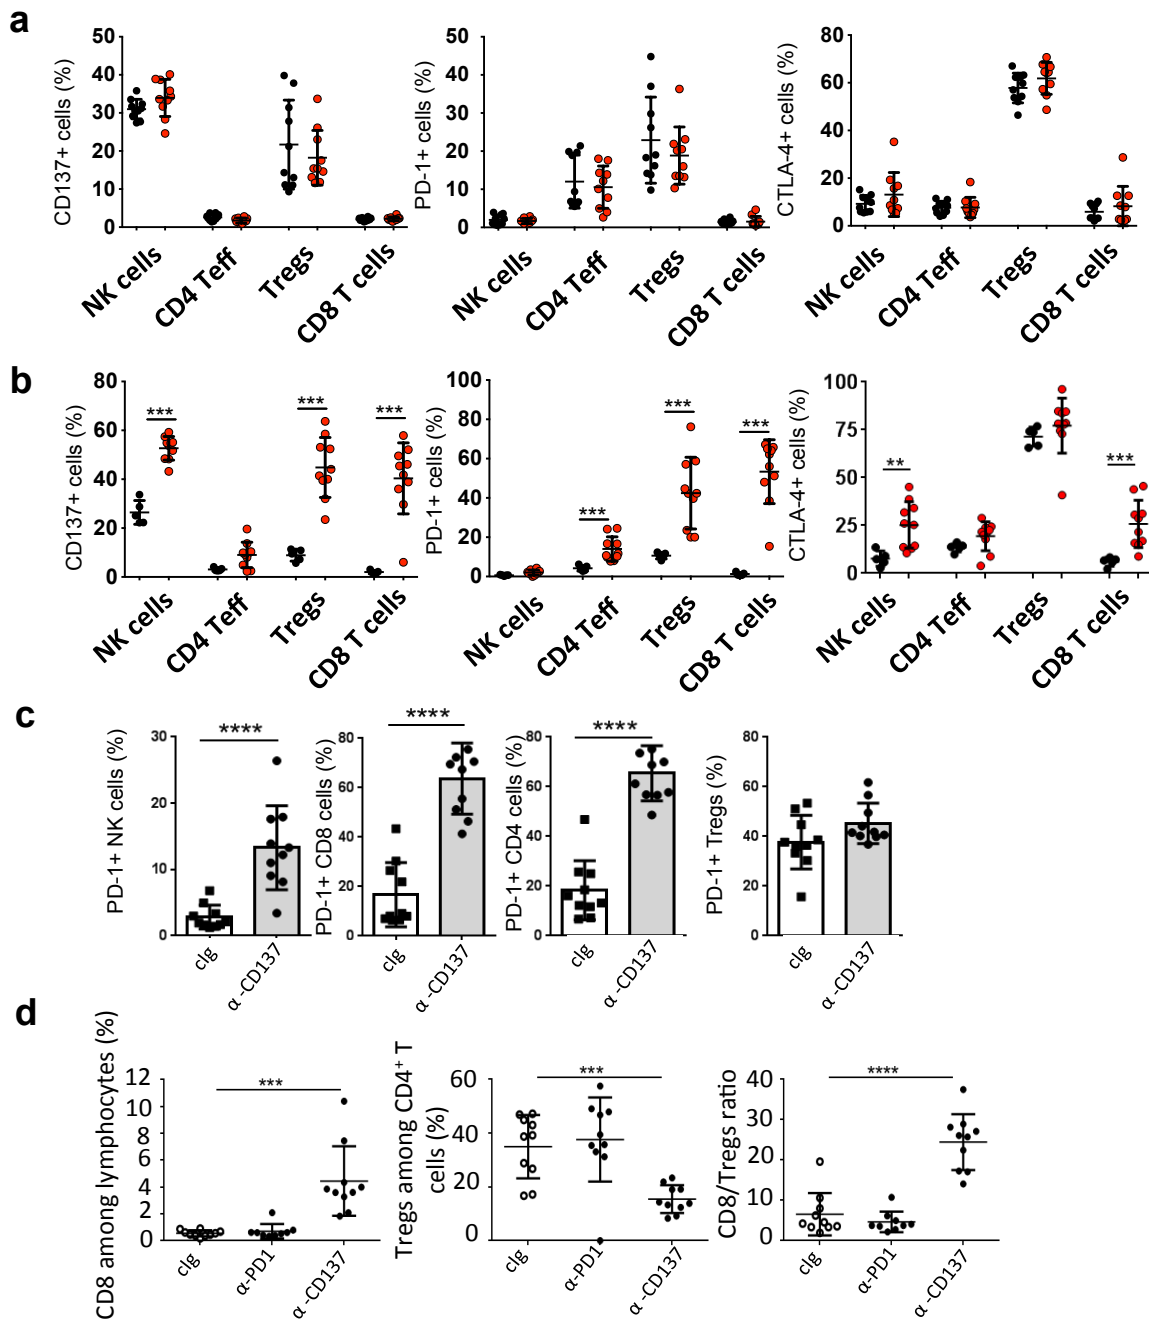 a
CD137+ cells (%)
50
40
30
20
10
0
NK cells
CD4 Teff
Tregs
CD8 T cells
PD-1+ cells (%)
50
40
30
20
10
0
NK cells
CD4 Teff
Tregs
CD8 T cells
CTLA-4+ cells (%)
80
60
40
20
0
NK cells
CD4 Teff
Tregs
CD8 T cells
b
CD137+ cells (%)
80
60
40
20
0
***
***
***
NK cells
CD4 Teff
Tregs
CD8 T cells
PD-1+ cells (%)
100
80
60
40
20
0
***
***
***
NK cells
CD4 Teff
Tregs
CD8 T cells
CTLA-4+ cells (%)
100
75
50
25
0
**
***
NK cells
CD4 Teff
Tregs
CD8 T cells
c
PD-1+ NK cells (%)
30
20
10
0
****
cIg
α -CD137
PD-1+ CD8 cells (%)
80
60
40
20
0
****
cIg
α -CD137
PD-1+ CD4 cells (%)
80
60
40
20
0
****
cIg
α -CD137
PD-1+ Tregs (%)
80
60
40
20
0
cIg
α -CD137
d
CD8 among lymphocytes (%)
12
10
8
6
4
2
0
***
cIg
α-PD1
α -CD137
Tregs among CD4+ T
cells (%)
60
40
20
0
***
cIg
α-PD1
α -CD137
CD8/Tregs ratio
40
30
20
10
0
****
cIg
α-PD1
α -CD137